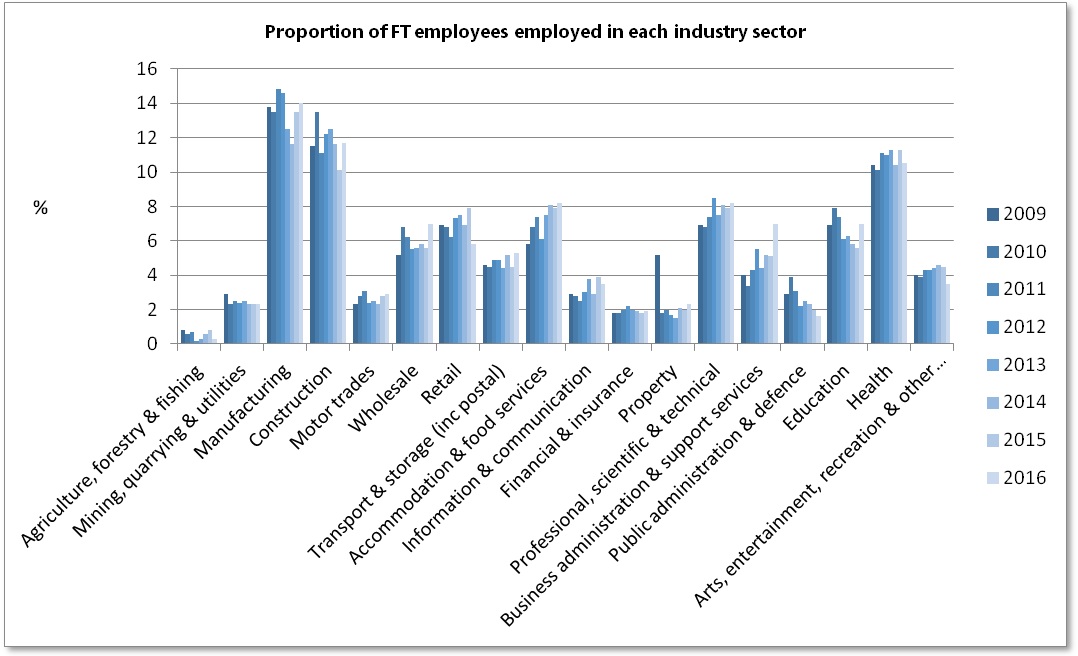 Proportion of FT employees employed in each industry sector
16
14
12
10
8
6
4
2
0
%
Agriculture, forestry & fishing
Mining, quarrying & utilities
Manufacturing
Construction
Motor trades
Wholesale
Retail
Transport & storage (inc postal)
Accommodation & food services
Information & communication
Financial & insurance
Property
Professional, scientific & technical
Business administration & support services
Public administration & defence
Education
Health
Arts, entertainment, recreation & other...
2009
2010
2011
2012
2013
2014
2015
2016